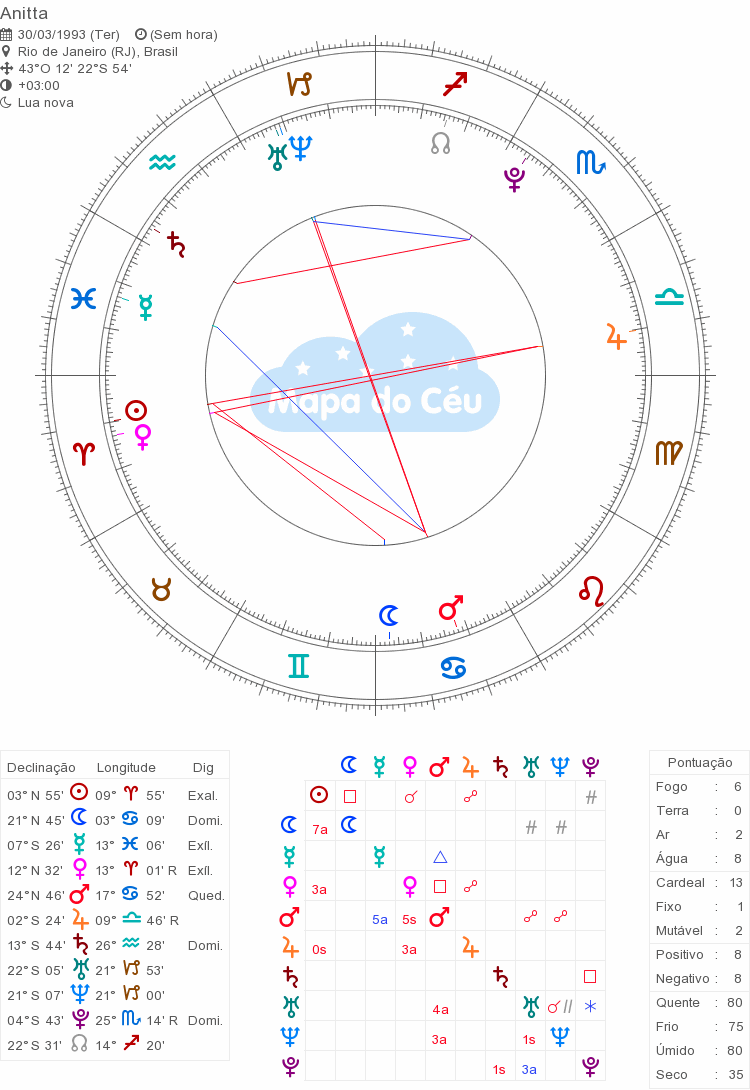 Anitta
30/03/1993 (Ter) (Sem hora)
Rio de Janeiro (RJ), Brasil
43°O 12' 22°S 54'
+03:00
Lua nova
Mapa do Céu
Declinação Longitude Dig
03° N 55' 09° 55' Exal.
21° N 45' 03° 09' Domi.
07° S 26' 13° 06' Exíl.
12° N 32' 13° 01' R Exíl.
24° N 46' 17° 52' Qued.
02° S 24' 09° 46' R
13° S 44' 26° 28' Domi.
22° S 05' 21° 53'
21° S 07' 21° 00'
04° S 43' 25° 14' R Domi.
22° S 31' 14° 20'
7a
3a
5a 5s
0s 3a
4a
3a 1s
1s 3a
Pontuação
Fogo : 6
Terra : 0
Ar : 2
Água : 8
Cardeal : 13
Fixo : 1
Mutável : 2
Positivo : 8
Negativo : 8
Quente : 80
Frio : 75
Úmido : 80
Seco : 35